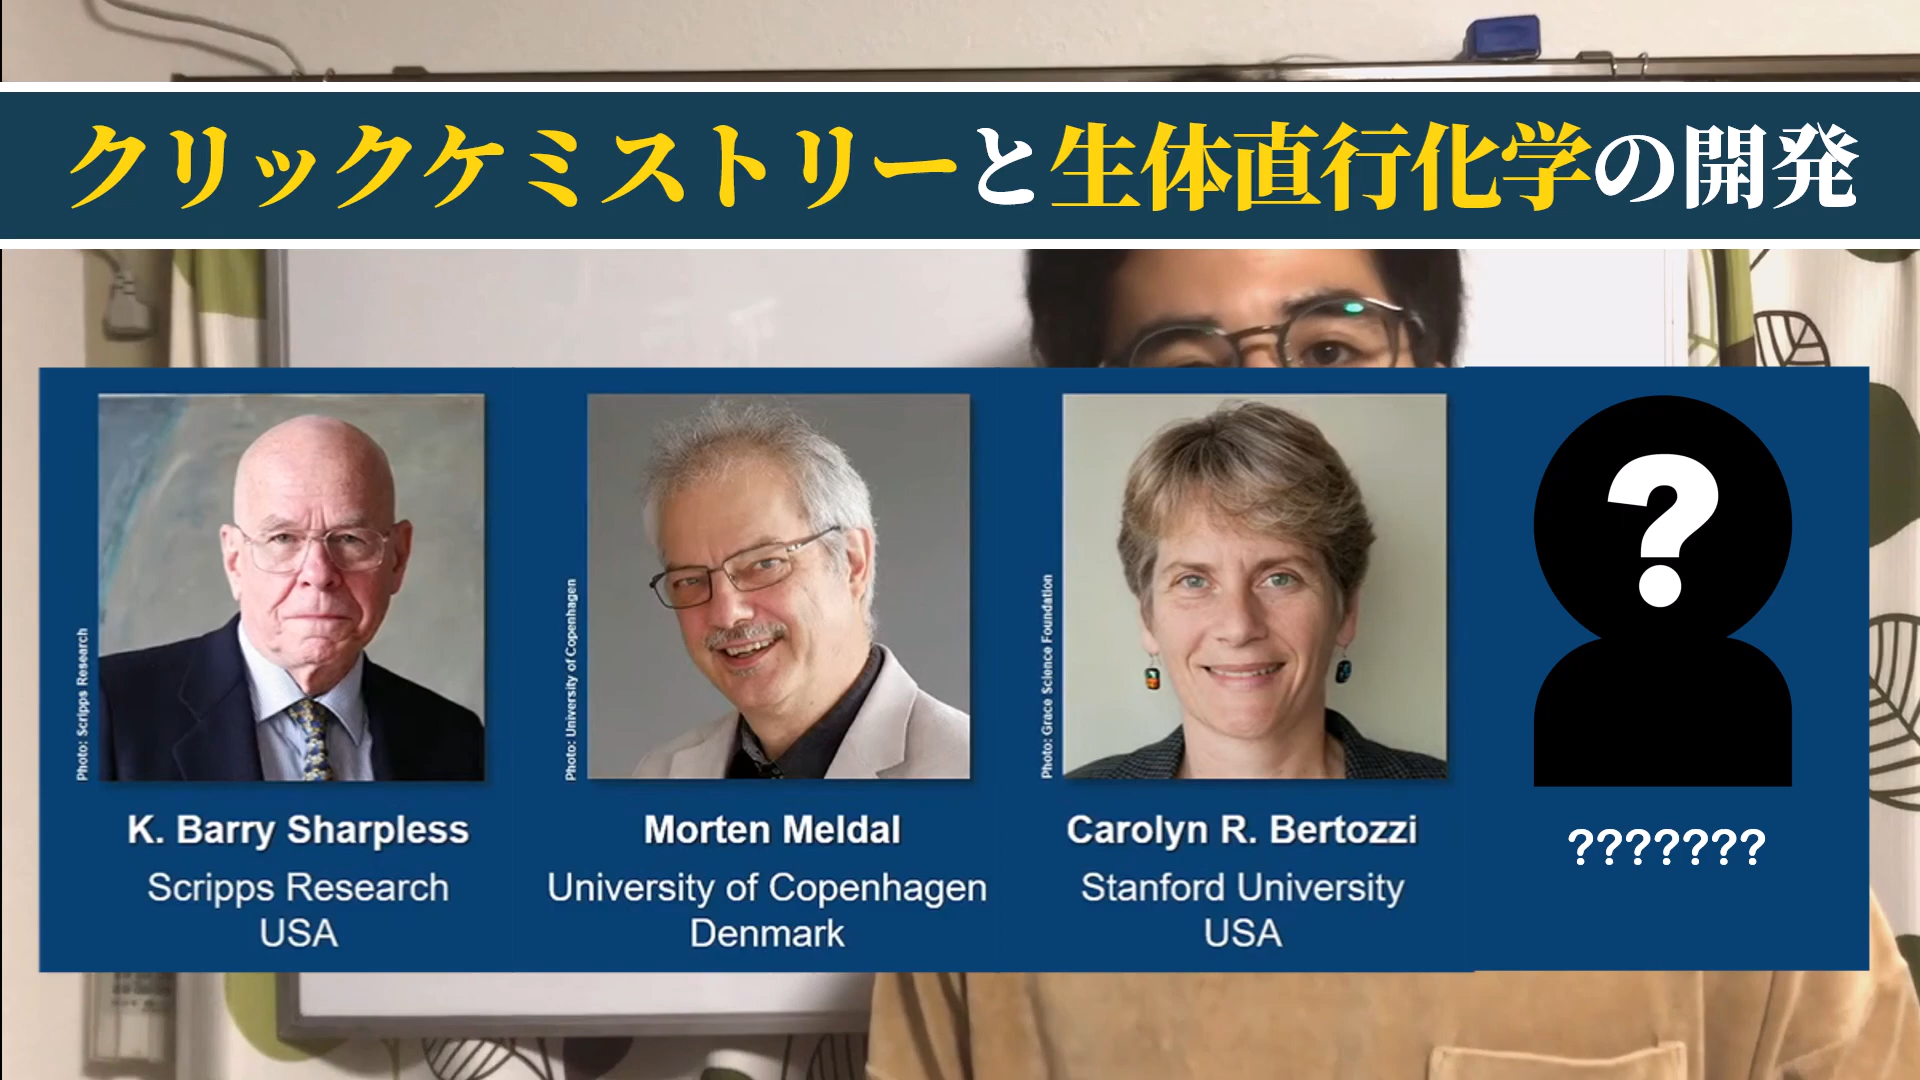 クリックケミストリーと生体直行化学の開発
Photo: Scripps Research
K. Barry Sharpless
Scripps Research
USA
Photo: University of Copenhagen
Morten Meldal
University of Copenhagen
Denmark
Photo: Grace Science Foundation
Carolyn R. Bertozzi
Stanford University
USA
?
???????